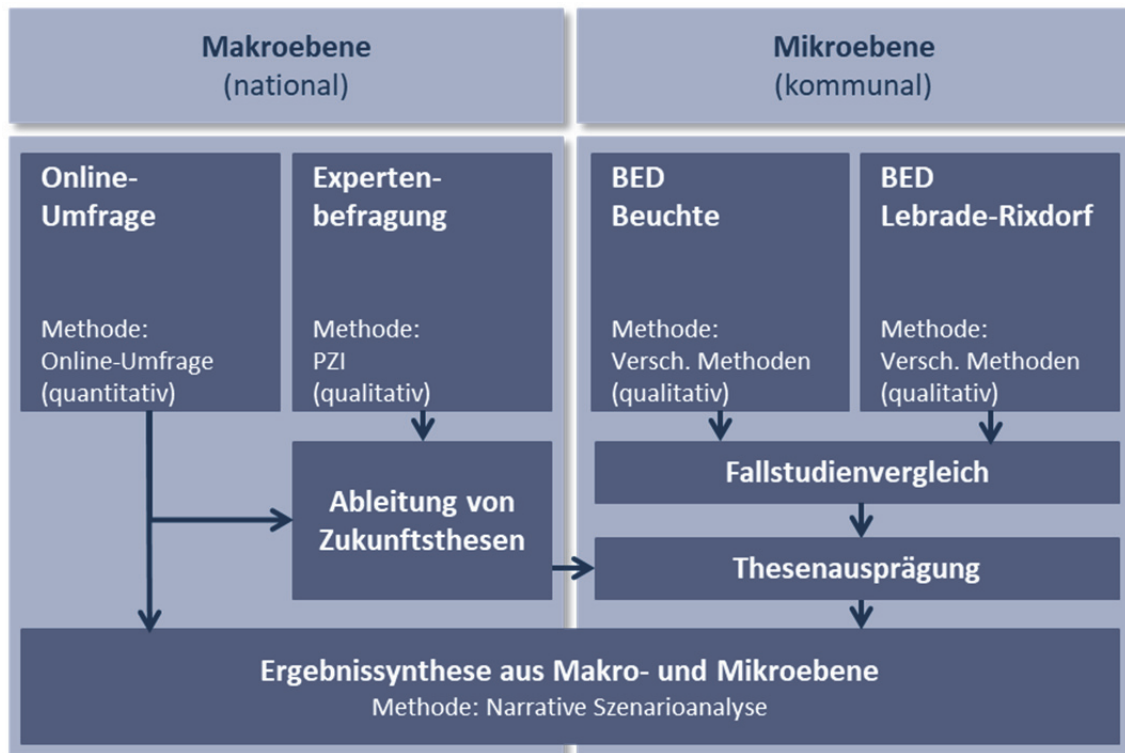 Makroebene
(national)
Mikroebene
(kommunal)
Online-
Umfrage
Methode:
Online-Umfrage
(quantitativ)
Experten-
befragung
Methode:
PZI
(qualitativ)
BED
Beuchte
Methode:
Versch. Methoden
(qualitativ)
BED
Lebrade-Rixdorf
Methode:
Versch. Methoden
(qualitativ)
Ableitung von
Zukunftsthesen
Fallstudienvergleich
Thesenausprägung
Ergebnissynthese aus Makro- und Mikroebene
Methode: Narrative Szenarioanalyse